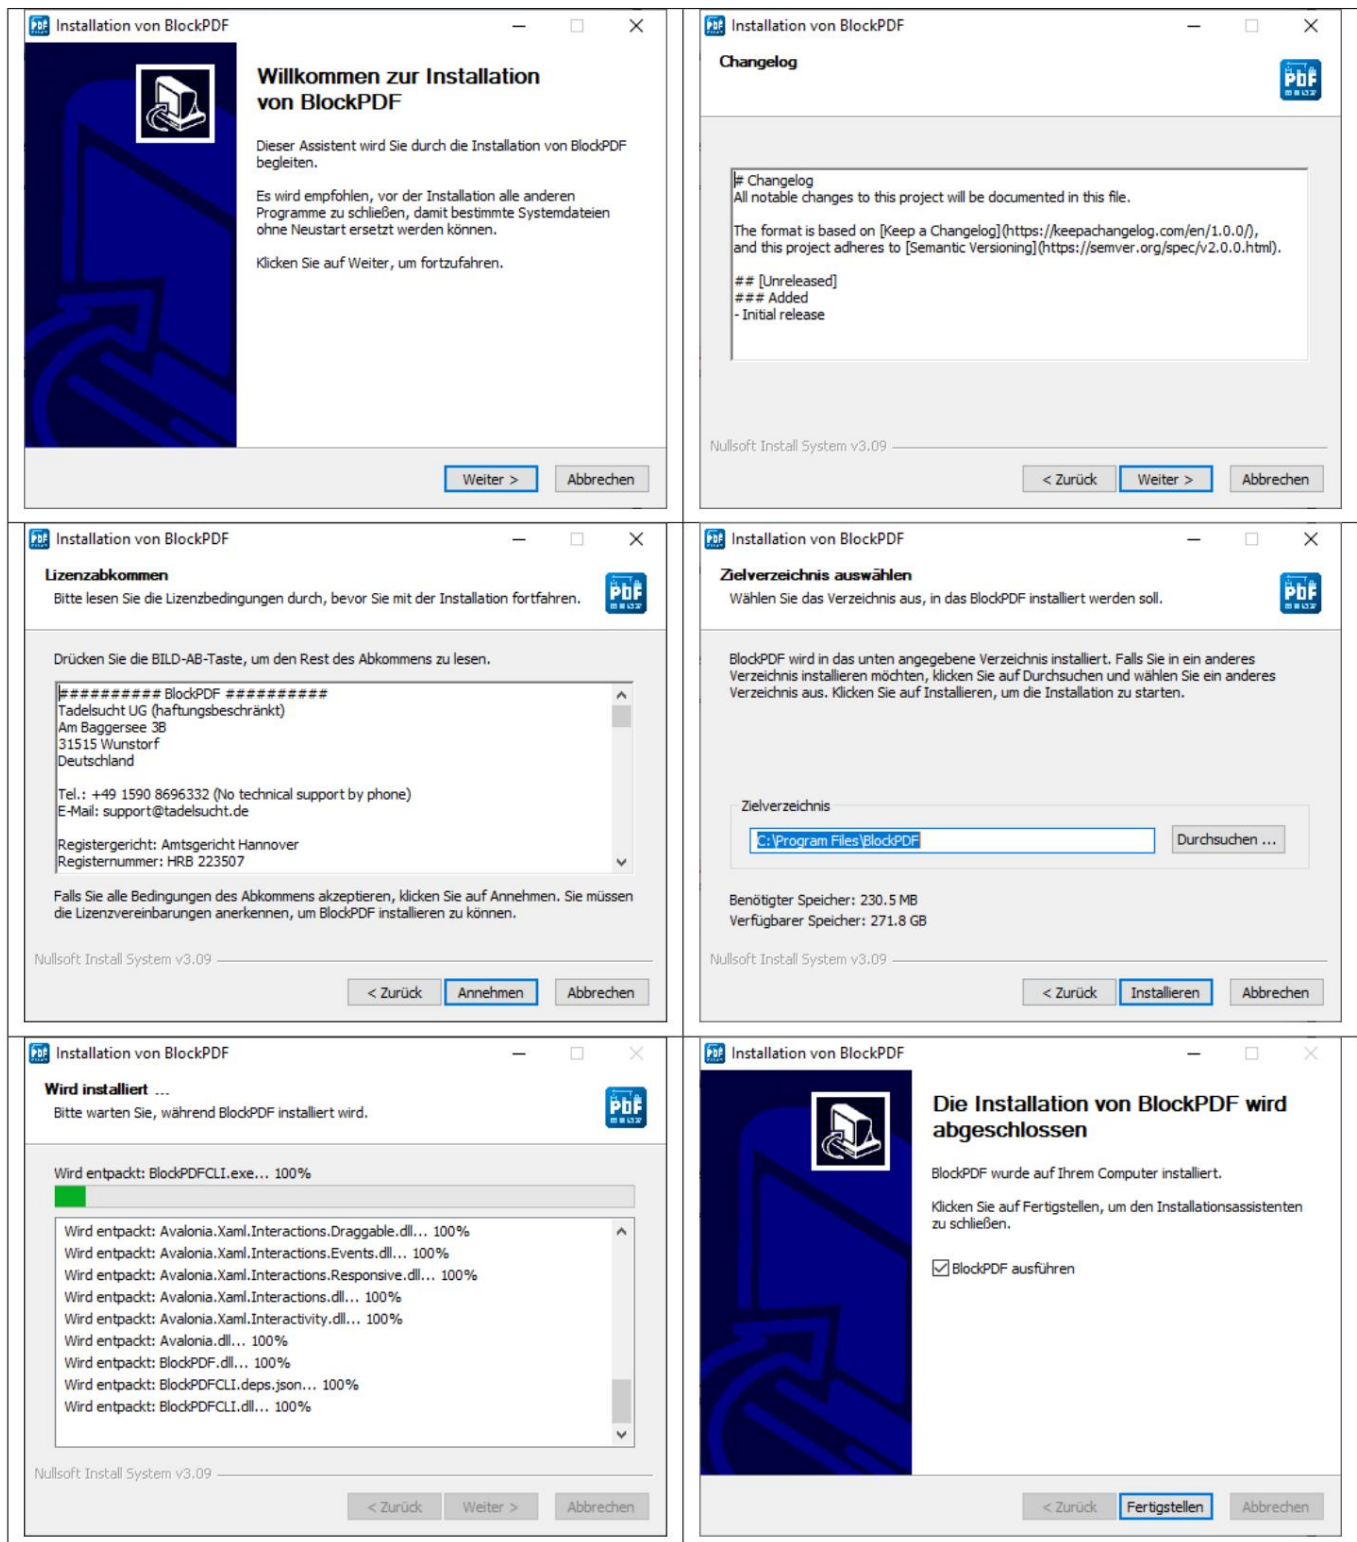 Installation von BlockPDF
Willkommen zur Installation
von BlockPDF
Dieser Assistent wird Sie durch die Installation von BlockPDF
begleiten.
Es wird empfohlen, vor der Installation alle anderen
Programme zu schließen, damit bestimmte Systemdateien
ohne Neustart ersetzt werden können.
Klicken Sie auf Weiter, um fortzufahren.
Weiter >
Abbrechen
Installation von BlockPDF
Changelog
PDF
# Changelog
All notable changes to this project will be documented in this file.
The format is based on [Keep a Changelog](https://keepachangelog.com/en/1.0.0/),
and this project adheres to [Semantic Versioning](https://semver.org/spec/v2.0.0.html).
## [Unreleased]
### Added
- Initial release
Nullsoft Install System v3.09
< Zurück
Weiter >
Abbrechen
Installation von BlockPDF
Lizenzabkommen
Bitte lesen Sie die Lizenzbedingungen durch, bevor Sie mit der Installation fortfahren.
PDF
Drücken Sie die BILD-AB-Taste, um den Rest des Abkommens zu lesen.
########## BlockPDF ##########
Tadelsucht UG (haftungsbeschränkt)
Am Baggersee 3B
31515 Wunstorf
Deutschland
Tel.: +49 1590 8696332 (No technical support by phone)
E-Mail: support@tadelsucht.de
Registergericht: Amtsgericht Hannover
Registernummer: HRB 223507
Falls Sie alle Bedingungen des Abkommens akzeptieren, klicken Sie auf Annehmen. Sie müssen
die Lizenzvereinbarungen anerkennen, um BlockPDF installieren zu können.
Nullsoft Install System v3.09
< Zurück
Annehmen
Abbrechen
Installation von BlockPDF
Zielverzeichnis auswählen
Wählen Sie das Verzeichnis aus, in das BlockPDF installiert werden soll.
PDF
BlockPDF wird in das unten angegebene Verzeichnis installiert. Falls Sie in ein anderes
Verzeichnis installieren möchten, klicken Sie auf Durchsuchen und wählen Sie ein anderes
Verzeichnis aus. Klicken Sie auf Installieren, um die Installation zu starten.
Zielverzeichnis
C:\Program Files\BlockPDF
Durchsuchen ...
Benötigter Speicher: 230.5 MB
Verfügbarer Speicher: 271.8 GB
Nullsoft Install System v3.09
< Zurück
Installieren
Abbrechen
Installation von BlockPDF
Wird installiert ...
Bitte warten Sie, während BlockPDF installiert wird.
PDF
Wird entpackt: BlockPDFCLI.exe... 100%
Wird entpackt: Avalonia.Xaml.Interactions.Draggable.dll... 100%
Wird entpackt: Avalonia.Xaml.Interactions.Events.dll... 100%
Wird entpackt: Avalonia.Xaml.Interactions.Responsive.dll... 100%
Wird entpackt: Avalonia.Xaml.Interactions.dll... 100%
Wird entpackt: Avalonia.Xaml.Interactivity.dll... 100%
Wird entpackt: Avalonia.dll... 100%
Wird entpackt: BlockPDF.dll... 100%
Wird entpackt: BlockPDFCLI.deps.json... 100%
Wird entpackt: BlockPDFCLI.dll... 100%
Nullsoft Install System v3.09
< Zurück
Weiter >
Abbrechen
Installation von BlockPDF
Die Installation von BlockPDF wird
abgeschlossen
BlockPDF wurde auf Ihrem Computer installiert.
Klicken Sie auf Fertigstellen, um den Installationsassistenten
zu schließen.
BlockPDF ausführen
< Zurück
Fertigstellen
Abbrechen